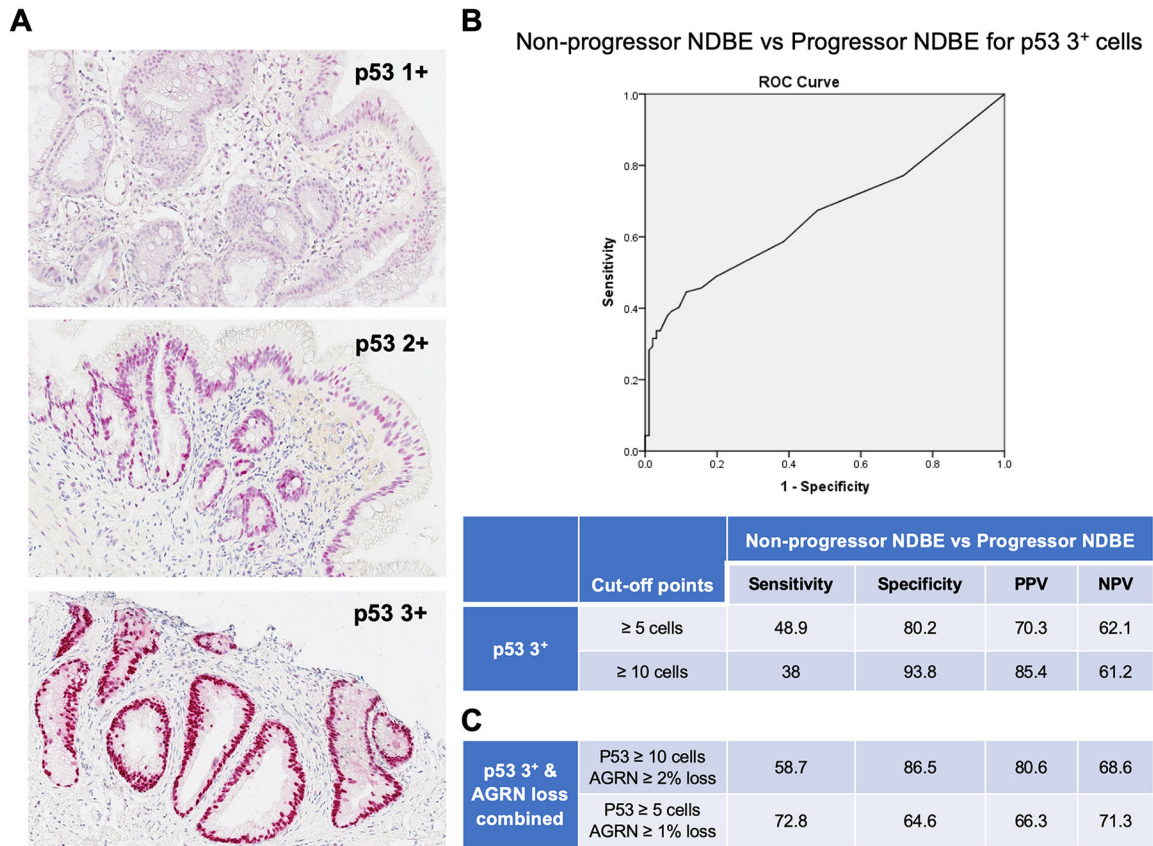 A
p53 1+
p53 2+
p53 3+
B
Non-progressor NDBE vs Progressor NDBE for p53 3⁺ cells
ROC Curve
1.0
0.8
0.6
0.4
0.2
0.0
Sensitivity
0.0 0.2 0.4 0.6 0.8 1.0
1 - Specificity
Non-progressor NDBE vs Progressor NDBE
Cut-off points Sensitivity Specificity PPV NPV
p53 3⁺
≥ 5 cells 48.9 80.2 70.3 62.1
≥ 10 cells 38 93.8 85.4 61.2
C
p53 3⁺ &
AGRN loss
combined
P53 ≥ 10 cells
AGRN ≥ 2% loss
58.7 86.5 80.6 68.6
P53 ≥ 5 cells
AGRN ≥ 1% loss
72.8 64.6 66.3 71.3